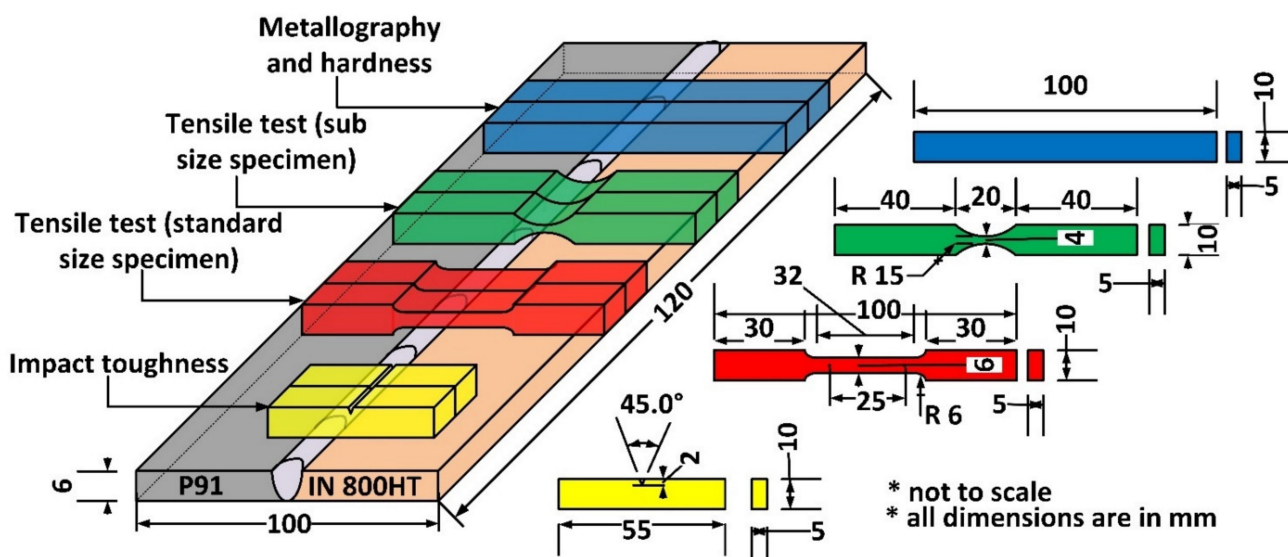 Metallography
and hardness
Tensile test (sub
size specimen)
Tensile test (standard
size specimen)
Impact toughness
6
P91
IN 800HT
100
120
100
10
5
40
20
40
4
10
R 15
5
32
100
30
30
10
6
25
R 6
5
45.0°
2
10
55
5
* not to scale
* all dimensions are in mm